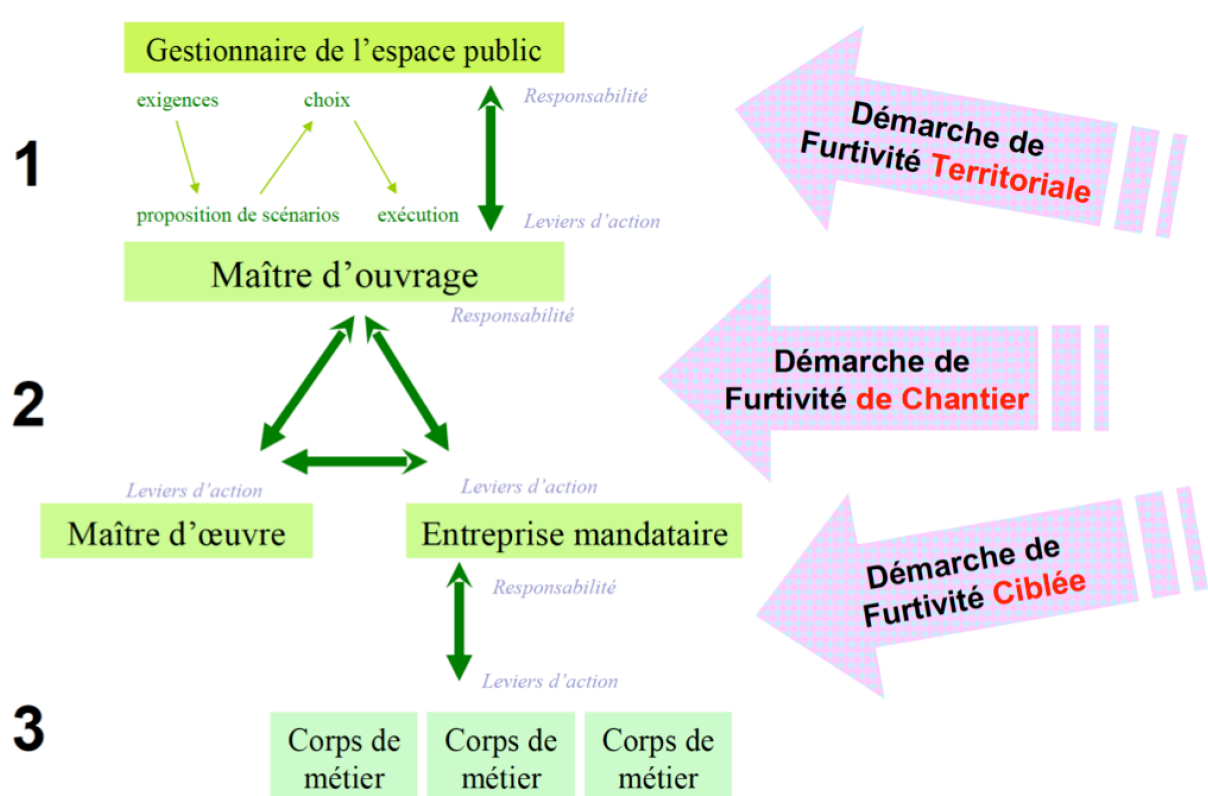 Gestionnaire de l’espace public
exigences
choix
Responsabilité
1
proposition de scénarios
exécution
Leviers d’action
Démarche de
Furtivité Territoriale
Maître d’ouvrage
Responsabilité
2
Démarche de
Furtivité de Chantier
Leviers d’action
Leviers d’action
Maître d’œuvre
Entreprise mandataire
Responsabilité
Démarche de
Furtivité Ciblée
Leviers d’action
3
Corps de
métier
Corps de
métier
Corps de
métier